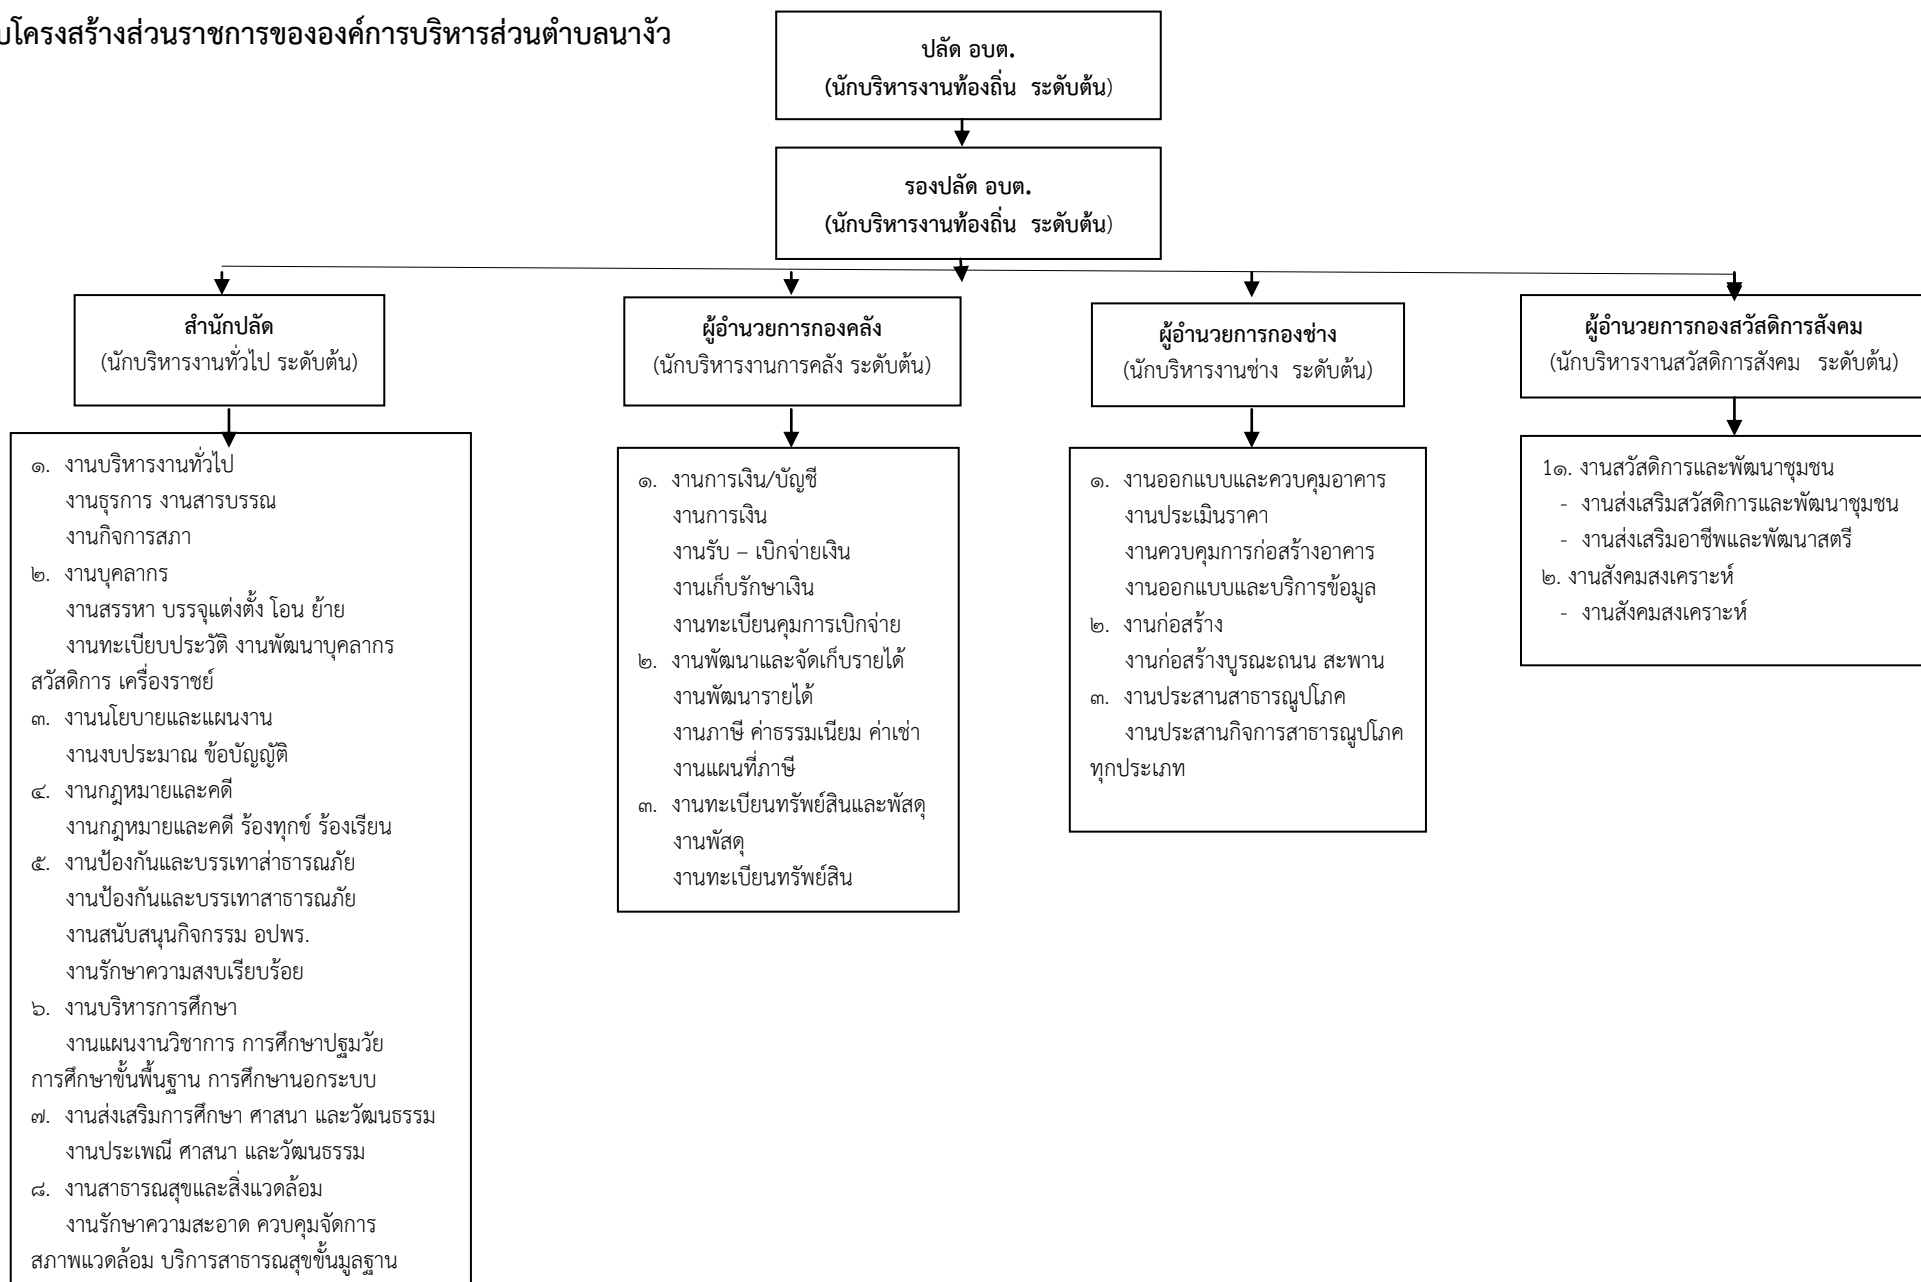 บโครงสร้างส่วนราชการขององค์การบริหารส่วนตำบลนางัว
ปลัด อบต.
(นักบริหารงานท้องถิ่น ระดับต้น)
รองปลัด อบต.
(นักบริหารงานท้องถิ่น ระดับต้น)
สำนักปลัด
(นักบริหารงานทั่วไป ระดับต้น)
ผู้อำนวยการกองคลัง
(นักบริหารงานการคลัง ระดับต้น)
ผู้อำนวยการกองช่าง
(นักบริหารงานช่าง ระดับต้น)
ผู้อำนวยการกองสวัสดิการสังคม
(นักบริหารงานสวัสดิการสังคม ระดับต้น)
๑. งานบริหารงานทั่วไป
งานธุรการ งานสารบรรณ
งานกิจการสภา
๒. งานบุคลากร
งานสรรหา บรรจุแต่งตั้ง โอน ย้าย
งานทะเบียบประวัติ งานพัฒนาบุคลากร
สวัสดิการ เครื่องราชย์
๓. งานนโยบายและแผนงาน
งานงบประมาณ ข้อบัญญัติ
๔. งานกฎหมายและคดี
งานกฎหมายและคดี ร้องทุกข์ ร้องเรียน
๕. งานป้องกันและบรรเทาส่าธารณภัย
งานป้องกันและบรรเทาสาธารณภัย
งานสนับสนุนกิจกรรม อปพร.
งานรักษาความสงบเรียบร้อย
๖. งานบริหารการศึกษา
งานแผนงานวิชาการ การศึกษาปฐมวัย
การศึกษาขั้นพื้นฐาน การศึกษานอกระบบ
๗. งานส่งเสริมการศึกษา ศาสนา และวัฒนธรรม
งานประเพณี ศาสนา และวัฒนธรรม
๘. งานสาธารณสุขและสิ่งแวดล้อม
งานรักษาความสะอาด ควบคุมจัดการ
สภาพแวดล้อม บริการสาธารณสุขขั้นมูลฐาน
๑. งานการเงิน/บัญชี
งานการเงิน
งานรับ – เบิกจ่ายเงิน
งานเก็บรักษาเงิน
งานทะเบียนคุมการเบิกจ่าย
๒. งานพัฒนาและจัดเก็บรายได้
งานพัฒนารายได้
งานภาษี ค่าธรรมเนียม ค่าเช่า
งานแผนที่ภาษี
๓. งานทะเบียนทรัพย์สินและพัสดุ
งานพัสดุ
งานทะเบียนทรัพย์สิน
๑. งานออกแบบและควบคุมอาคาร
งานประเมินราคา
งานควบคุมการก่อสร้างอาคาร
งานออกแบบและบริการข้อมูล
๒. งานก่อสร้าง
งานก่อสร้างบูรณะถนน สะพาน
๓. งานประสานสาธารณูปโภค
งานประสานกิจการสาธารณูปโภค
ทุกประเภท
1๑. งานสวัสดิการและพัฒนาชุมชน
- งานส่งเสริมสวัสดิการและพัฒนาชุมชน
- งานส่งเสริมอาชีพและพัฒนาสตรี
๒. งานสังคมสงเคราะห์
- งานสังคมสงเคราะห์